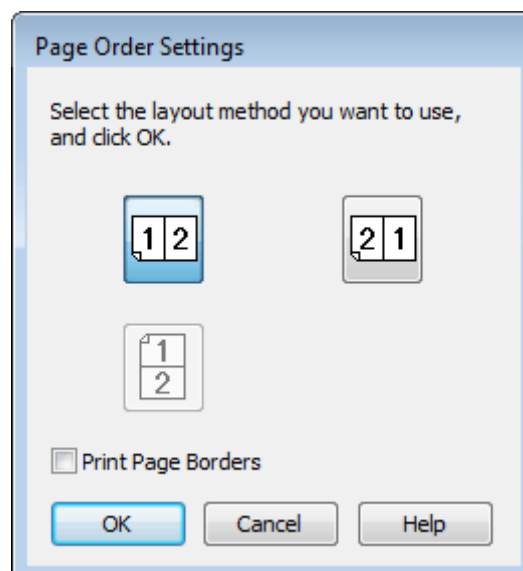 Page Order Settings
Select the layout method you want to use,
and click OK.
1 2
2 1
1
2
Print Page Borders
OK Cancel Help